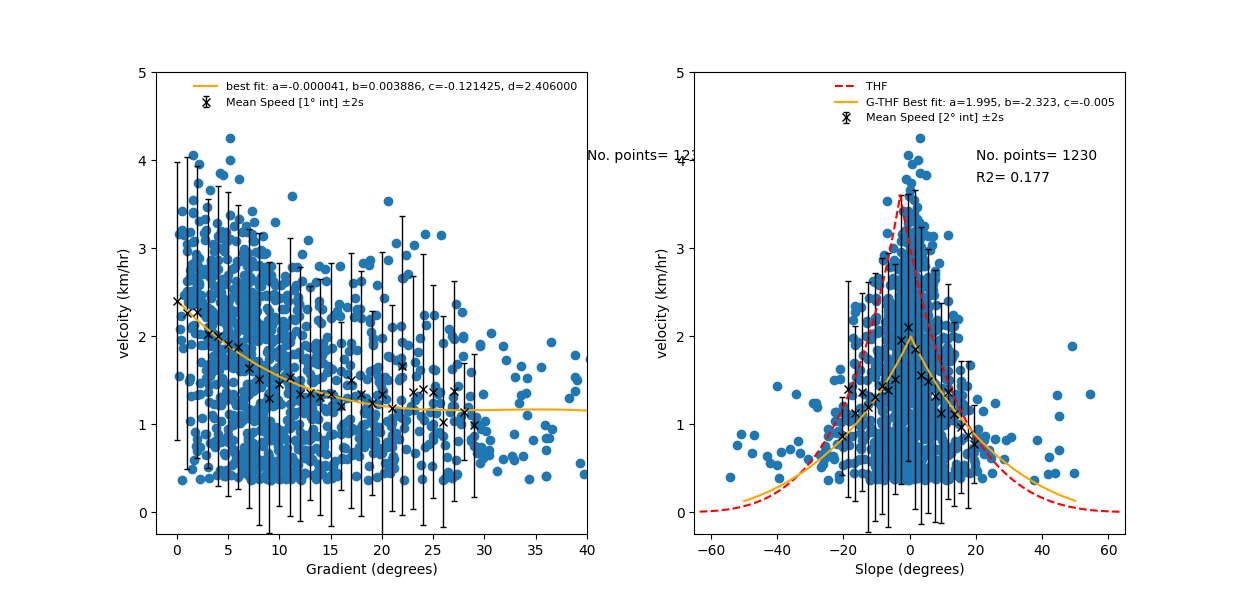 best fit: a=-0.000041, b=0.003886, c=-0.121425, d=2.406000
Mean Speed [1° int] ±2s
velcoity (km/hr)
5
4
3
2
1
0
0 5 10 15 20 25 30 35 40
Gradient (degrees)
No. points= 123
THF
G-THF Best fit: a=1.995, b=-2.323, c=-0.005
Mean Speed [2° int] ±2s
No. points= 1230
R2= 0.177
velocity (km/hr)
5
4
3
2
1
0
−60 −40 −20 0 20 40 60
Slope (degrees)